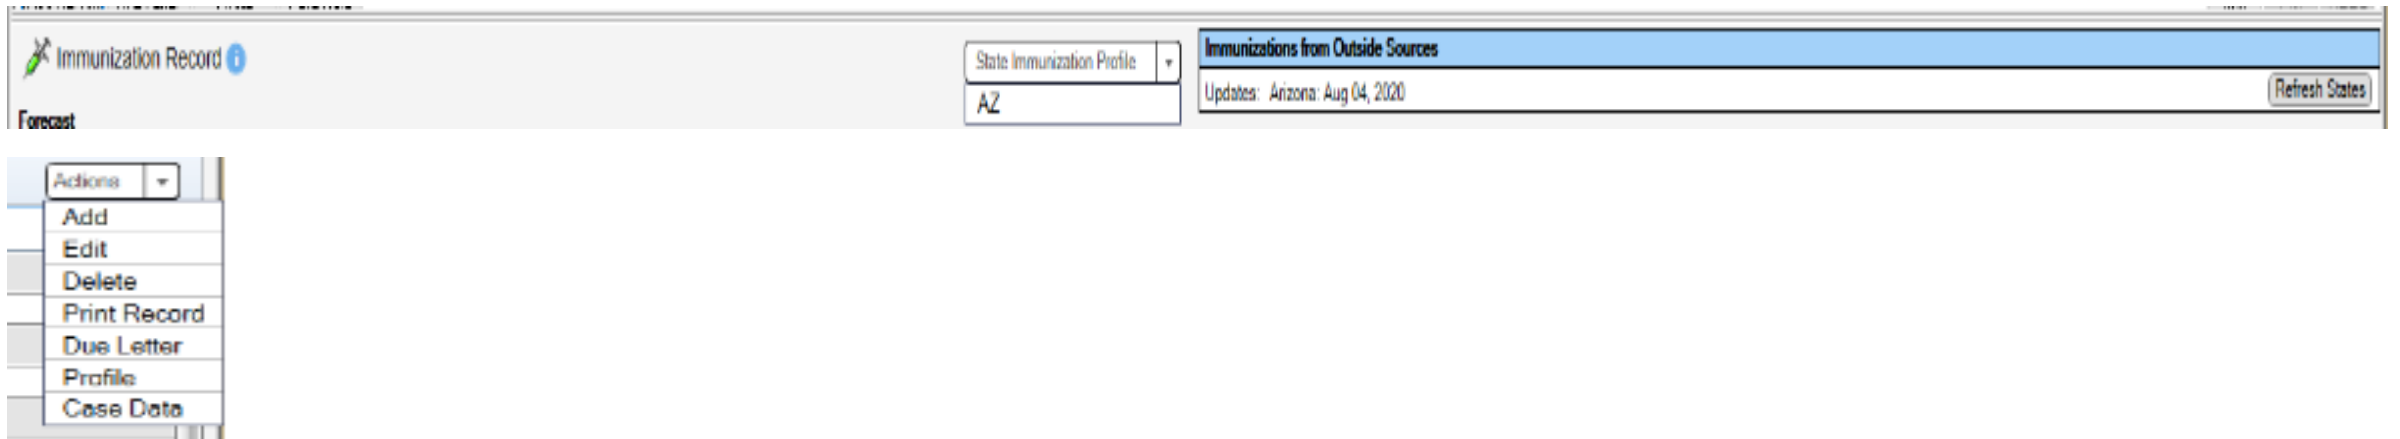 Immunization Record
State Immunization Profile
AZ
Immunizations from Outside Sources
Updates: Arizona: Aug 04, 2020
Refresh States
Forecast
Actions
Add
Edit
Delete
Print Record
Due Letter
Profile
Case Data